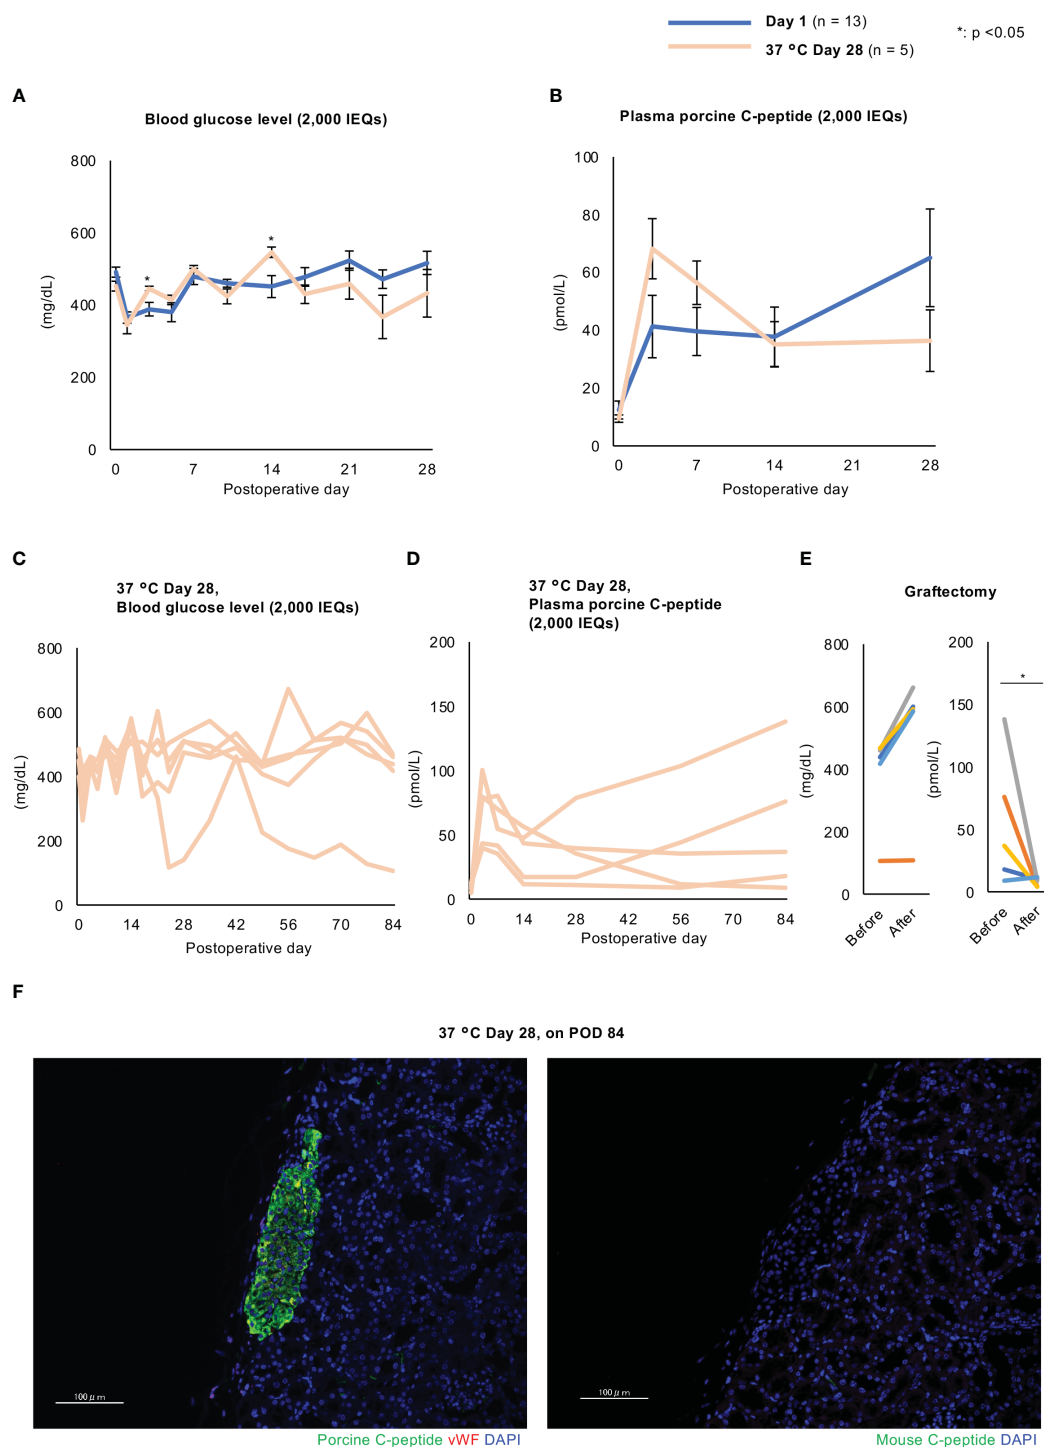 Day 1 (n = 13)
37 °C Day 28 (n = 5)
*: p <0.05
A
Blood glucose level (2,000 IEQs)
800
600
400
200
0
(mg/dL)
*
*
0 7 14 21 28
Postoperative day
B
Plasma porcine C-peptide (2,000 IEQs)
100
80
60
40
20
0
(pmol/L)
0 7 14 21 28
Postoperative day
C
37 °C Day 28,
Blood glucose level (2,000 IEQs)
800
600
400
200
0
(mg/dL)
0 14 28 42 56 70 84
Postoperative day
D
37 °C Day 28,
Plasma porcine C-peptide
(2,000 IEQs)
200
150
100
50
0
(pmol/L)
0 14 28 42 56 70 84
Postoperative day
E
Graftectomy
800
600
400
200
0
(mg/dL)
Before After
200
150
100
50
0
(pmol/L)
*
Before After
F
37 °C Day 28, on POD 84
100 μm
100 μm
Porcine C-peptide vWF DAPI
Mouse C-peptide DAPI